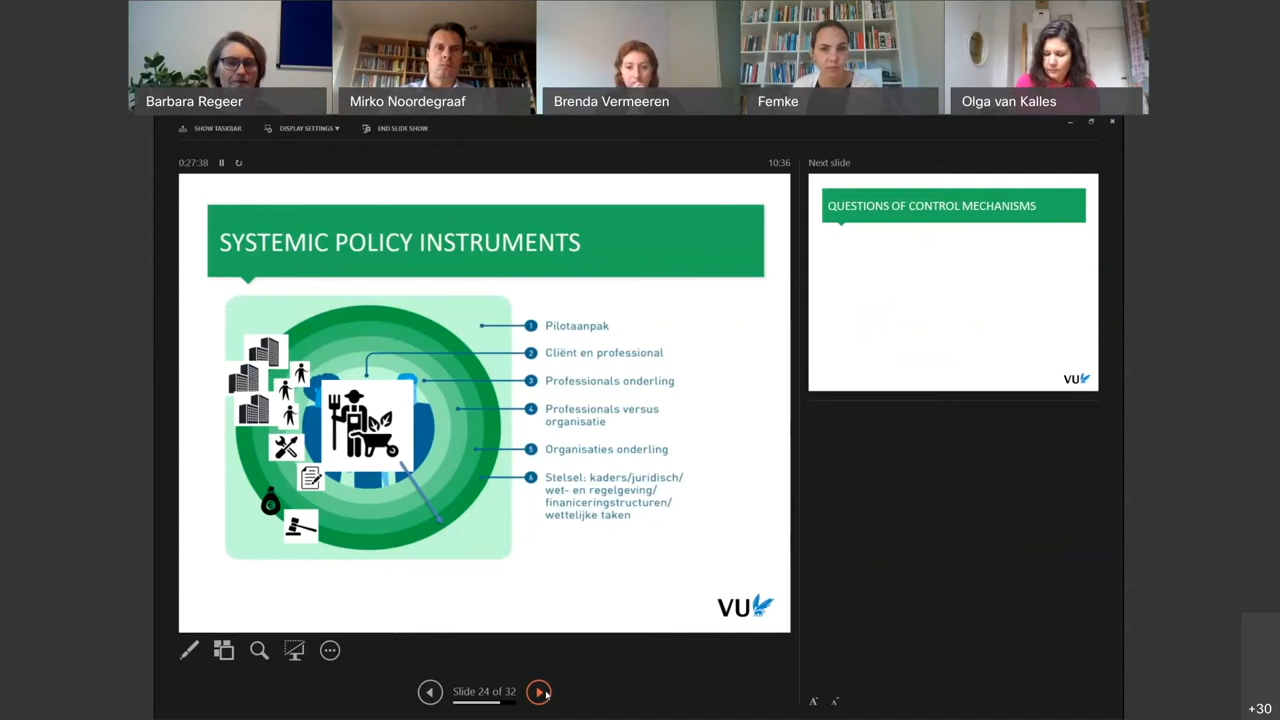 Barbara Regeer
Mirko Noordegraaf
Brenda Vermeeren
Femke
Olga van Kalles
SHOW TASKBAR
DISPLAY SETTINGS ▾
END SLIDE SHOW
0:27:38
10:36
Next slide
SYSTEMIC POLICY INSTRUMENTS
1 Pilotaanpak
2 Cliënt en professional
3 Professionals onderling
4 Professionals versus
organisatie
5 Organisaties onderling
6 Stelsel: kaders/juridisch/
wet- en regelgeving/
financieringstructuren/
wettelijke taken
VU
QUESTIONS OF CONTROL MECHANISMS
VU
Slide 24 of 32
A A
+30